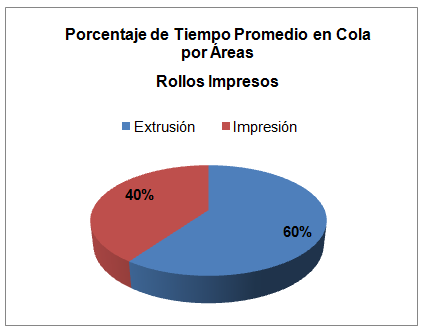 Porcentaje de Tiempo Promedio en Cola
por Áreas
Rollos Impresos
Extrusión Impresión
40%
60%